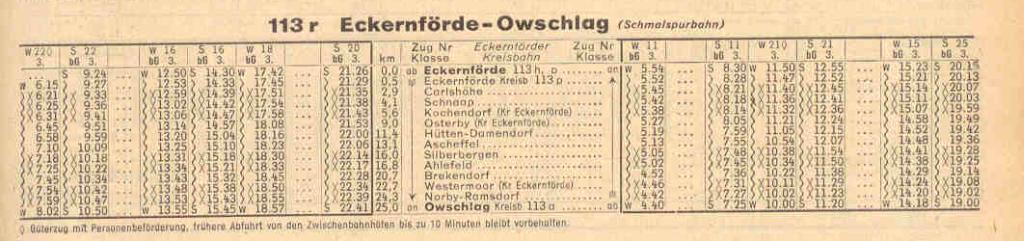 113 r Eckernförde-Owschlag (Schmalspurbahn)
W 220 S 22 W 16 S 16 W 18 S 20 Zug Nr Eckernförder Zug Nr W 11 S 11 W 210 S 21 W 15 S 25
bG 3. bG 3. bG 3. bG 3. bG 3. bG 3. km Klasse Kreisbahn Klasse bG 3. bG 3. bG 3. bG 3. bG 3. bG 3.
S 9.24 ... W 12.50 S 14.30 W 17.42 ... S 21.26 0,0 ab Eckernförde 113 h, p ... an W 5.54 ... S 8.30 W 11.50 S 12.55 ... W 15.23 S 20.15
W 6.15 9.27 ... 12.53 14.33 17.45 ... 21.29 0,5 Eckernförde Kreisb 113 p ... 5.52 ... 8.28 11.47 12.52 ... 15.21 20.13
6.21 9.33 ... 12.59 14.39 17.51 ... 21.35 2,9 Carlshöhe ... 5.45 ... 8.21 11.40 12.45 ... 15.14 20.07
6.25 9.36 ... 13.02 14.42 17.54 ... 21.38 4,1 Schnaap ... 5.42 ... 8.18 11.36 12.41 ... 15.11 20.03
6.31 9.41 ... 13.06 14.47 17.58 ... 21.43 5,6 Kochendorf (Kr Eckernförde) ... 5.38 ... 8.14 11.32 12.36 ... 15.07 19.59
6.45 9.51 ... 13.14 14.57 18.08 ... 21.53 9,0 Osterby (Kr Eckernförde) ... 5.27 ... 8.05 11.21 12.24 ... 14.58 19.49
6.58 9.59 ... 13.20 15.04 18.16 ... 22.00 11,4 Hütten-Damendorf ... 5.19 ... 7.59 11.05 12.15 ... 14.52 19.42
7.10 10.09 ... 13.25 15.10 18.23 ... 22.06 13,1 Ascheffel ... 5.13 ... 7.55 10.54 12.07 ... 14.48 19.36
7.18 10.18 ... 13.31 15.18 18.30 ... 22.14 16,0 Silberbergen ... 5.05 ... 7.48 10.38 11.54 ... 14.41 19.28
7.25 10.22 ... 13.34 15.21 18.33 ... 22.17 16,8 Ahlefeld ... 5.02 ... 7.45 10.34 11.50 ... 14.38 19.25
7.45 10.34 ... 13.43 15.32 18.45 ... 22.28 20,7 Brekendorf ... 4.52 ... 7.36 10.22 11.38 ... 14.29 19.14
7.54 10.42 ... 13.48 15.38 18.50 ... 22.34 22,7 Westermoor (Kr Eckernförde) ... 4.46 ... 7.31 10.11 11.29 ... 14.24 19.08
7.59 10.47 ... 13.53 15.43 18.55 ... 22.39 24,3 Norby-Ramsdorf ... 4.42 ... 7.27 10.02 11.23 ... 14.20 19.02
W 8.02 S 10.50 ... W 13.55 S 15.45 W 18.57 ... S 22.41 25,0 an Owschlag Kreisb 113 a ... ab W 4.40 ... S 7.25 W 10.00 S 11.20 ... W 14.18 S 19.00
◊ Güterzug mit Personenbeförderung, frühere Abfahrt von den Zwischenbahnhöfen bis zu 10 Minuten bleibt vorbehalten.